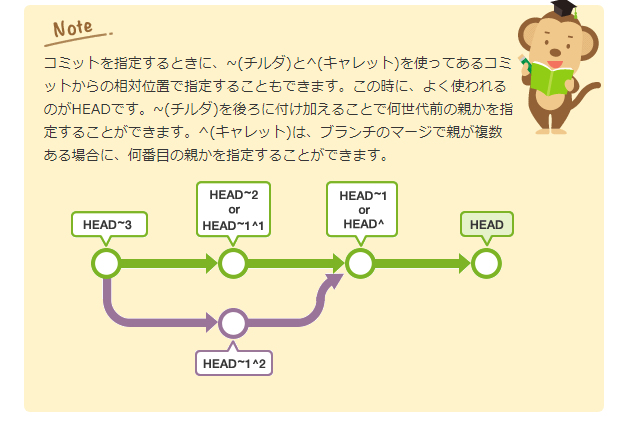 Note
コミットを指定するときに、~(チルダ)と^(キャレット)を使ってあるコミ
ットからの相対位置で指定することもできます。この時に、よく使われる
のがHEADです。~(チルダ)を後ろに付け加えることで何世代前の親かを指
定することができます。^(キャレット)は、ブランチのマージで親が複数
ある場合に、何番目の親かを指定することができます。
HEAD~3
HEAD~2
or
HEAD~1^1
HEAD~1
or
HEAD^
HEAD
HEAD~1^2